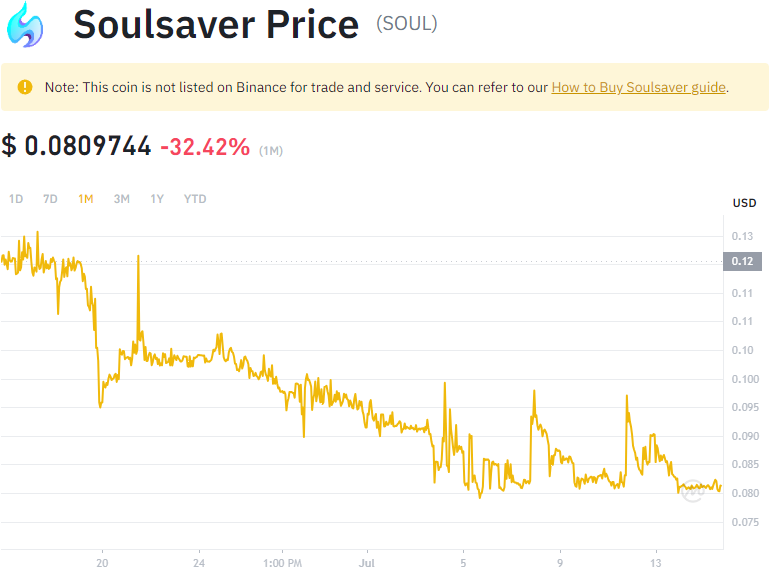 Soulsaver Price (SOUL)
Note: This coin is not listed on Binance for trade and service. You can refer to our How to Buy Soulsaver guide.
$ 0.0809744 -32.42% (1M)
1D 7D 1M 3M 1Y YTD
USD
0.13
0.12
0.11
0.11
0.10
0.100
0.095
0.090
0.085
0.080
0.075
20 24 1:00 PM Jul 5 9 13